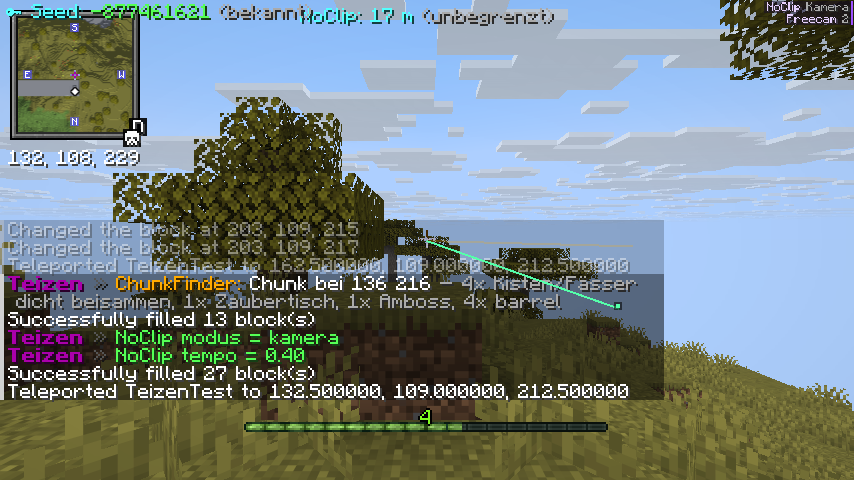 Seed: -877461621 (bekannt)
NoClip: 17 m (unbegrenzt)
NoClip Kamera
Freecam 2
S
E
W
N
132, 108, 229
Changed the block at 203, 109, 215
Changed the block at 203, 109, 217
Teleported TeizenTest to 163.500000, 109.000000, 212.500000
Teizen » ChunkFinder: Chunk bei 136 216 — 4x Kisten/Fässer
dicht beisammen, 1x Zaubertisch, 1x Amboss, 4x barrel
Successfully filled 13 block(s)
Teizen » NoClip modus = kamera
Teizen » NoClip tempo = 0.40
Successfully filled 27 block(s)
Teleported TeizenTest to 132.500000, 109.000000, 212.500000
4